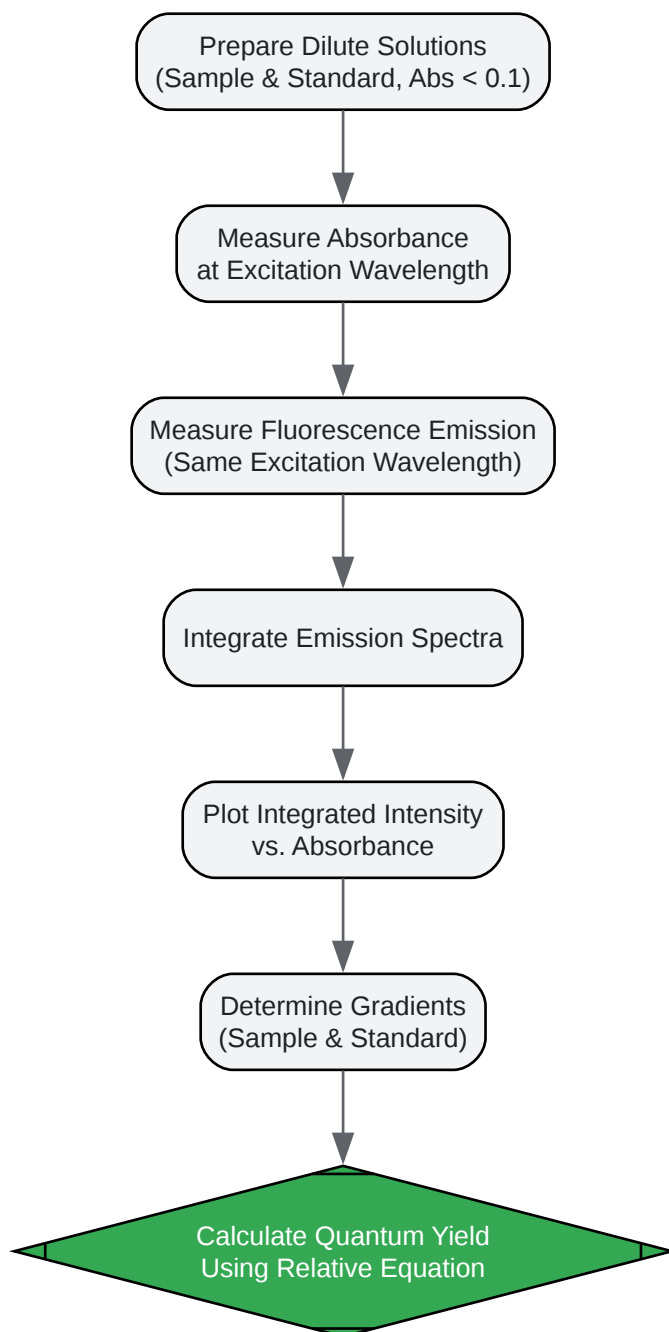 Prepare Dilute Solutions
(Sample & Standard, Abs < 0.1)
Measure Absorbance
at Excitation Wavelength
Measure Fluorescence Emission
(Same Excitation Wavelength)
Integrate Emission Spectra
Plot Integrated Intensity
vs. Absorbance
Determine Gradients
(Sample & Standard)
Calculate Quantum Yield
Using Relative Equation